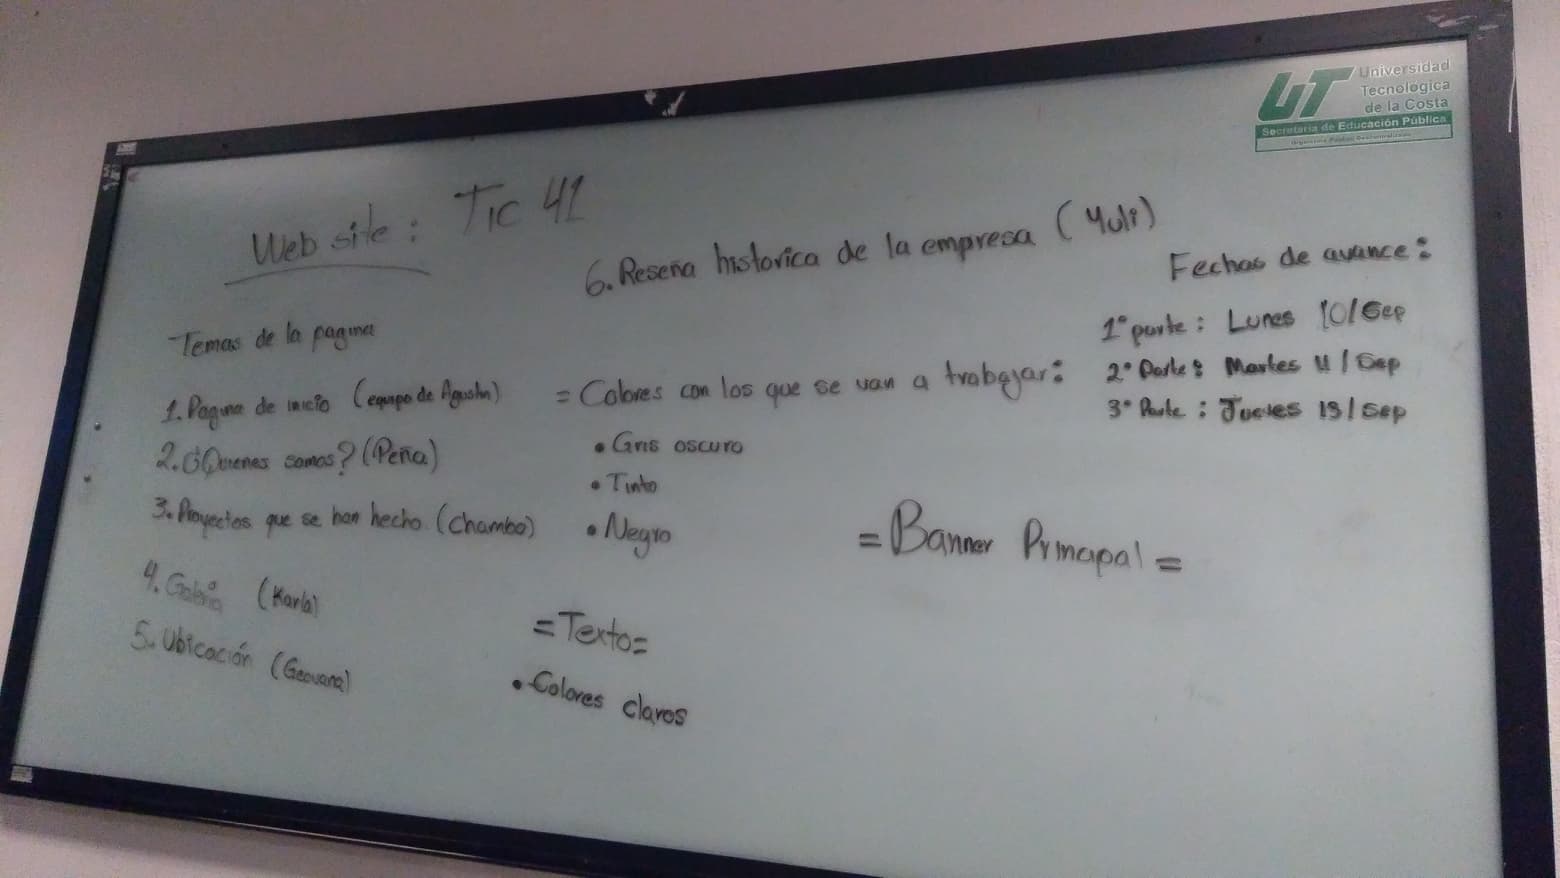 Universidad
Tecnológica
de la Costa
UT
Secretaría de Educación Pública
Web site: Tic 41
Temas de la pagina
1. Pagina de inicio (equipo de Agustin)
2. ¿Quienes somos? (Peña)
3. Proyectos que se han hecho (Chambo)
4. Galeria (Karla)
5. Ubicación (Geovana)
6. Reseña historica de la empresa (Yuli)
= Colores con los que se van a trabajar:
• Gris oscuro
• Tinto
• Negro
= Texto =
• Colores claros
Fechas de avance:
1° parte: Lunes 10/Sep
2° Parte: Martes 11/Sep
3° Parte: Jueves 13/Sep
= Banner Principal =